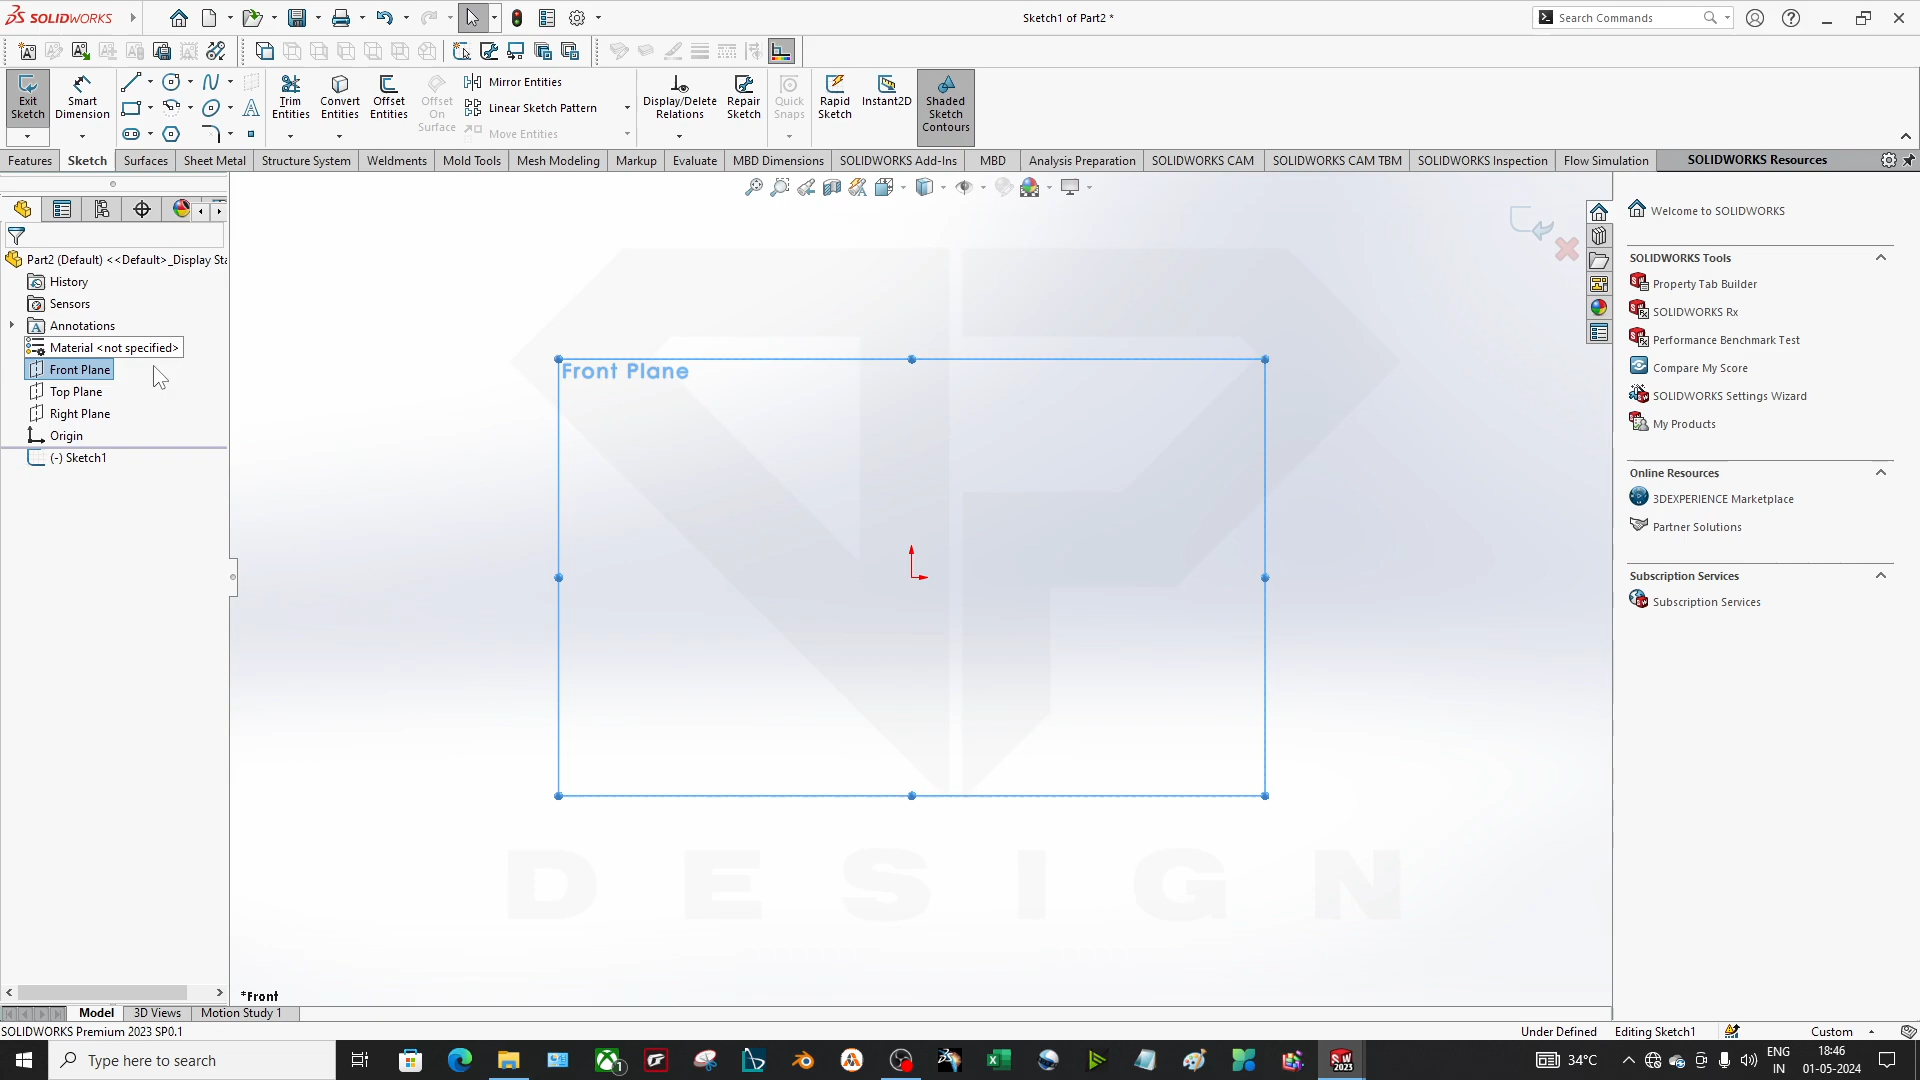 SOLIDWORKS
Sketch1 of Part2 *
Search Commands
Exit Sketch
Smart Dimension
Trim Entities
Convert Entities
Offset Entities
Offset On Surface
Mirror Entities
Linear Sketch Pattern
Move Entities
Display/Delete Relations
Repair Sketch
Quick Snaps
Rapid Sketch
Instant2D
Shaded Sketch Contours
Features
Sketch
Surfaces
Sheet Metal
Structure System
Weldments
Mold Tools
Mesh Modeling
Markup
Evaluate
MBD Dimensions
SOLIDWORKS Add-Ins
MBD
Analysis Preparation
SOLIDWORKS CAM
SOLIDWORKS CAM TBM
SOLIDWORKS Inspection
Flow Simulation
SOLIDWORKS Resources
Part2 (Default) <<Default>_Display Sta
History
Sensors
Annotations
Material <not specified>
Front Plane
Top Plane
Right Plane
Origin
(-) Sketch1
Front Plane
DESIGN
*Front
Welcome to SOLIDWORKS
SOLIDWORKS Tools
Property Tab Builder
SOLIDWORKS Rx
Performance Benchmark Test
Compare My Score
SOLIDWORKS Settings Wizard
My Products
Online Resources
3DEXPERIENCE Marketplace
Partner Solutions
Subscription Services
Subscription Services
Model
3D Views
Motion Study 1
SOLIDWORKS Premium 2023 SP0.1
Under Defined
Editing Sketch1
Custom
Type here to search
34°C
ENG
IN
18:46
01-05-2024